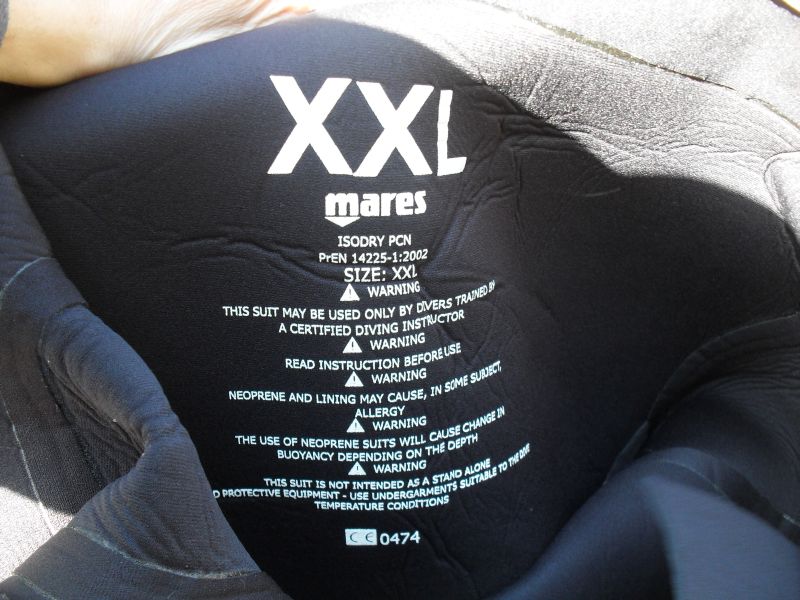 XXL
mares
ISODRY PCN
PrEN 14225-1:2002
SIZE: XXL
WARNING
THIS SUIT MAY BE USED ONLY BY DIVERS TRAINED BY
A CERTIFIED DIVING INSTRUCTOR
WARNING
READ INSTRUCTION BEFORE USE
WARNING
NEOPRENE AND LINING MAY CAUSE, IN SOME SUBJECT,
ALLERGY
WARNING
THE USE OF NEOPRENE SUITS WILL CAUSE CHANGE IN
BUOYANCY DEPENDING ON THE DEPTH
WARNING
THIS SUIT IS NOT INTENDED AS A STAND ALONE
PROTECTIVE EQUIPMENT - USE UNDERGARMENTS SUITABLE TO THE DIVE
TEMPERATURE CONDITIONS
CE 0474